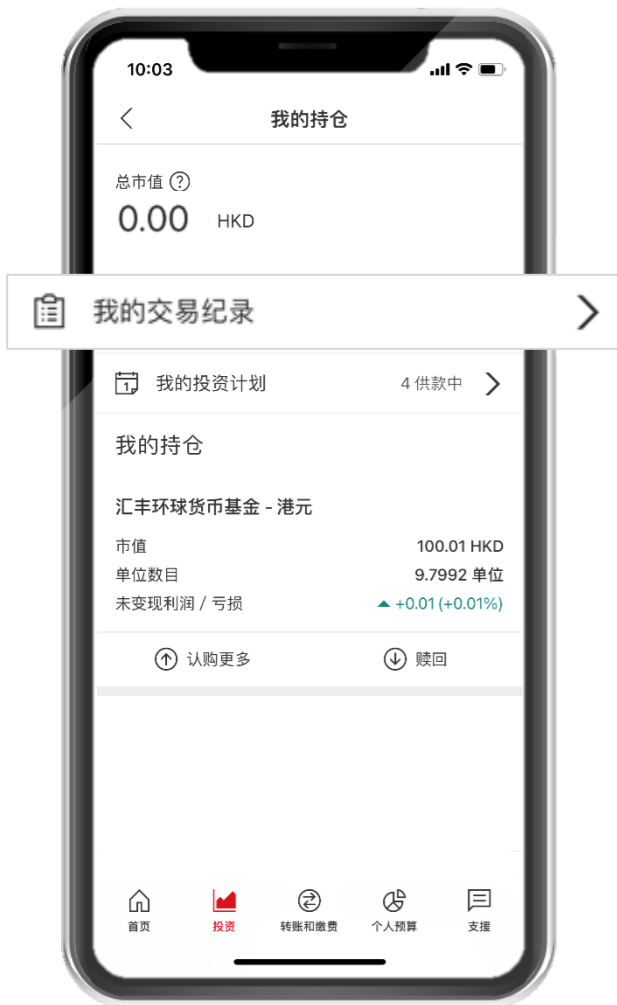 10:03
我的持仓
总市值 ?
0.00 HKD
我的交易纪录
1 我的投资计划 4 供款中
我的持仓
汇丰环球货币基金 - 港元
市值 100.01 HKD
单位数目 9.7992 单位
未变现利润 / 亏损 +0.01 (+0.01%)
认购更多 赎回
首页 投资 转账和缴费 个人预算 支援